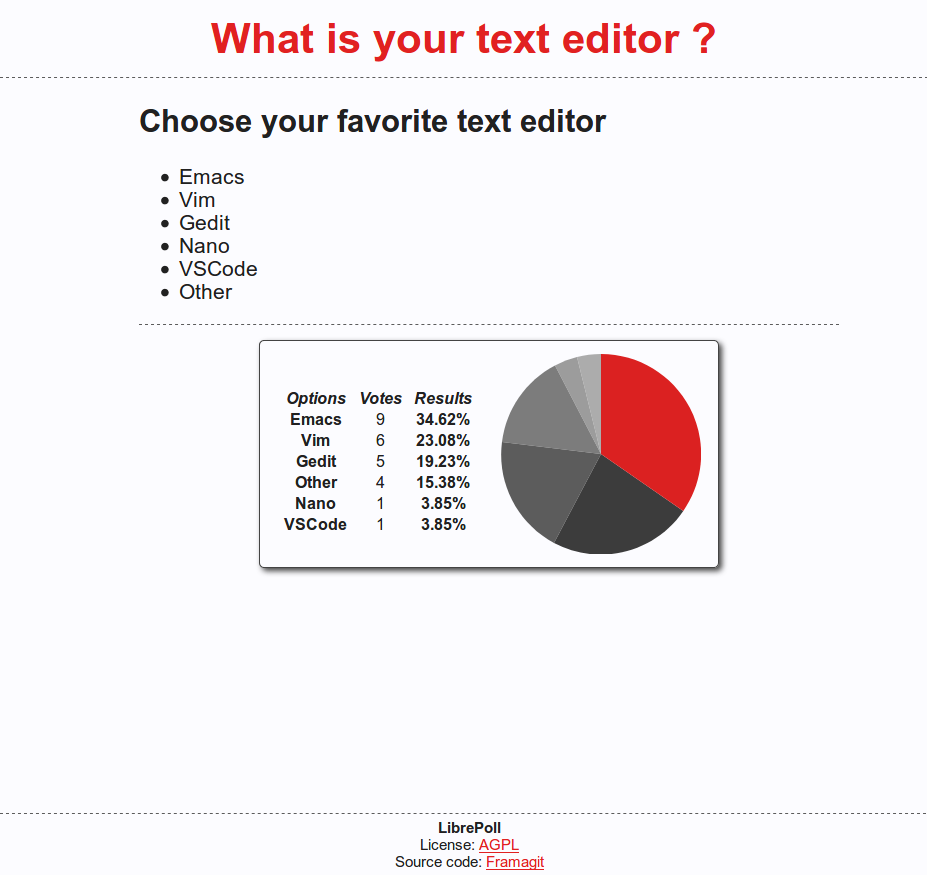 What is your text editor ?
Choose your favorite text editor
Emacs
Vim
Gedit
Nano
VSCode
Other
Options Votes Results
Emacs 9 34.62%
Vim 6 23.08%
Gedit 5 19.23%
Other 4 15.38%
Nano 1 3.85%
VSCode 1 3.85%
LibrePoll
License: AGPL
Source code: Framagit